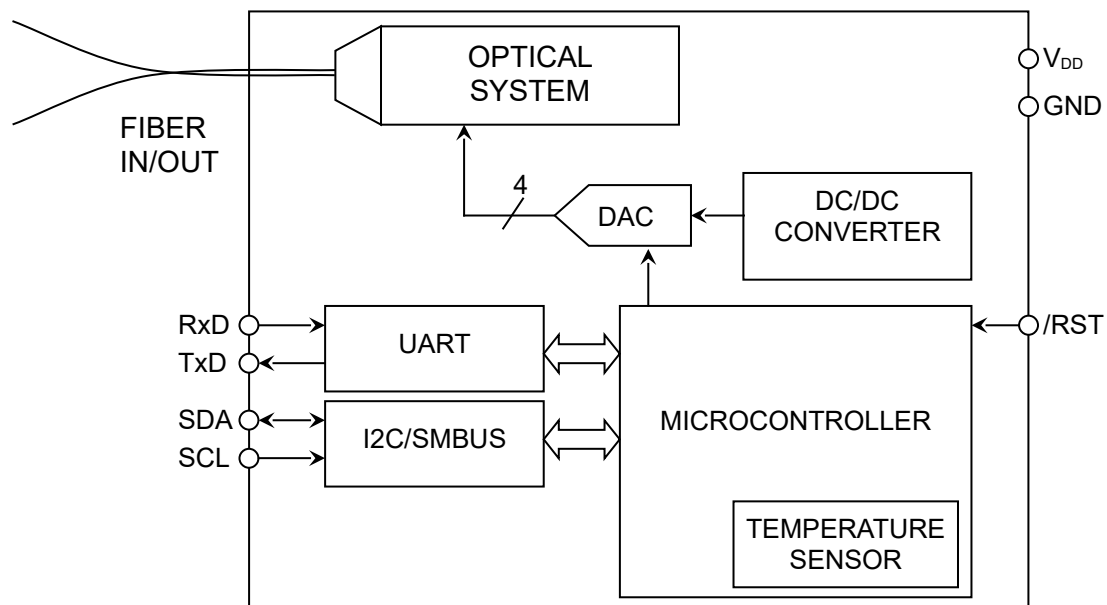 OPTICAL
SYSTEM
V_DD
GND
FIBER
IN/OUT
4
DAC
DC/DC
CONVERTER
RxD
TxD
UART
/RST
SDA
SCL
I2C/SMBUS
MICROCONTROLLER
TEMPERATURE
SENSOR